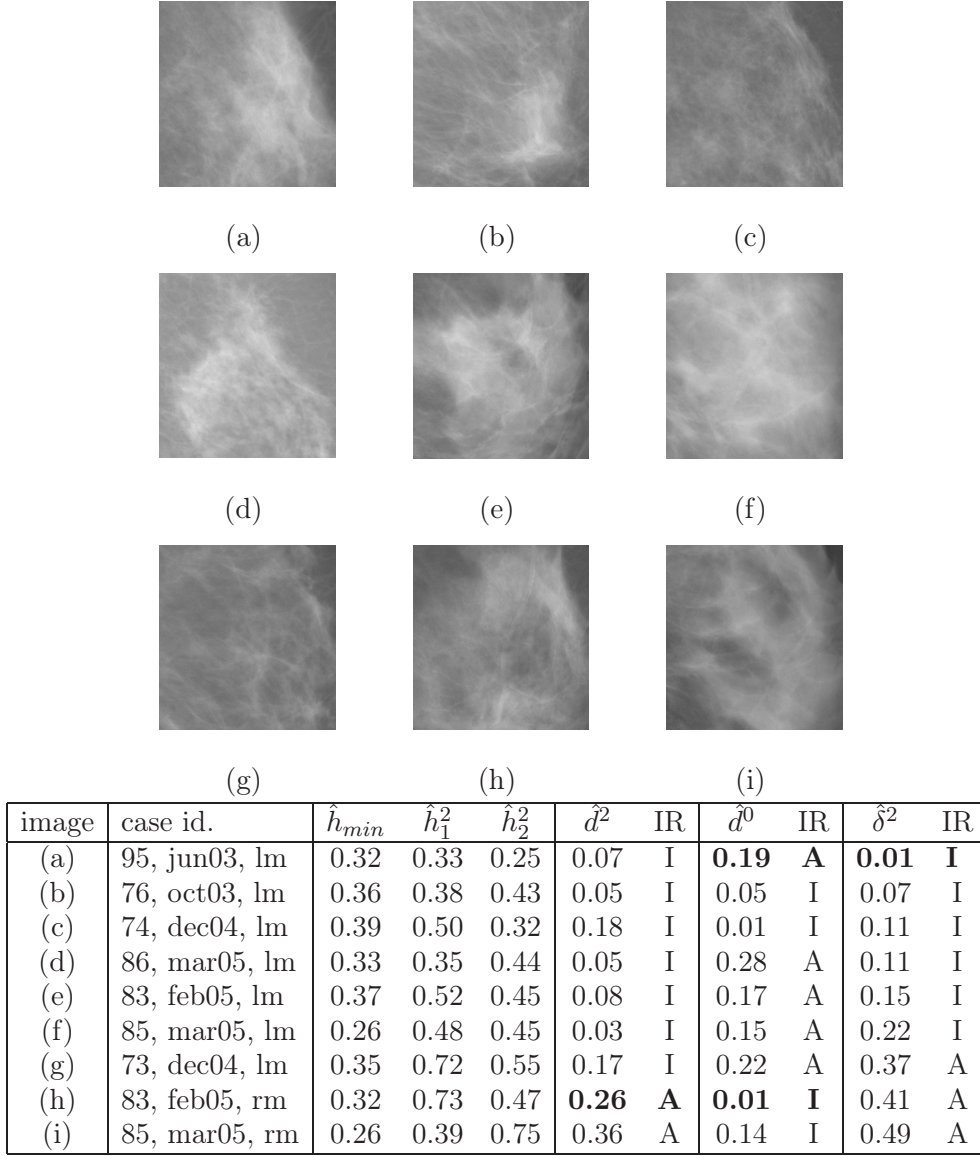 (a) (b) (c)
(d) (e) (f)
(g) (h) (i)
image case id. ĥ_min ĥ²₁ ĥ²₂ d̂² IR d̂⁰ IR δ̂² IR
(a) 95, jun03, lm 0.32 0.33 0.25 0.07 I 0.19 A 0.01 I
(b) 76, oct03, lm 0.36 0.38 0.43 0.05 I 0.05 I 0.07 I
(c) 74, dec04, lm 0.39 0.50 0.32 0.18 I 0.01 I 0.11 I
(d) 86, mar05, lm 0.33 0.35 0.44 0.05 I 0.28 A 0.11 I
(e) 83, feb05, lm 0.37 0.52 0.45 0.08 I 0.17 A 0.15 I
(f) 85, mar05, lm 0.26 0.48 0.45 0.03 I 0.15 A 0.22 I
(g) 73, dec04, lm 0.35 0.72 0.55 0.17 I 0.22 A 0.37 A
(h) 83, feb05, rm 0.32 0.73 0.47 0.26 A 0.01 I 0.41 A
(i) 85, mar05, rm 0.26 0.39 0.75 0.36 A 0.14 I 0.49 A